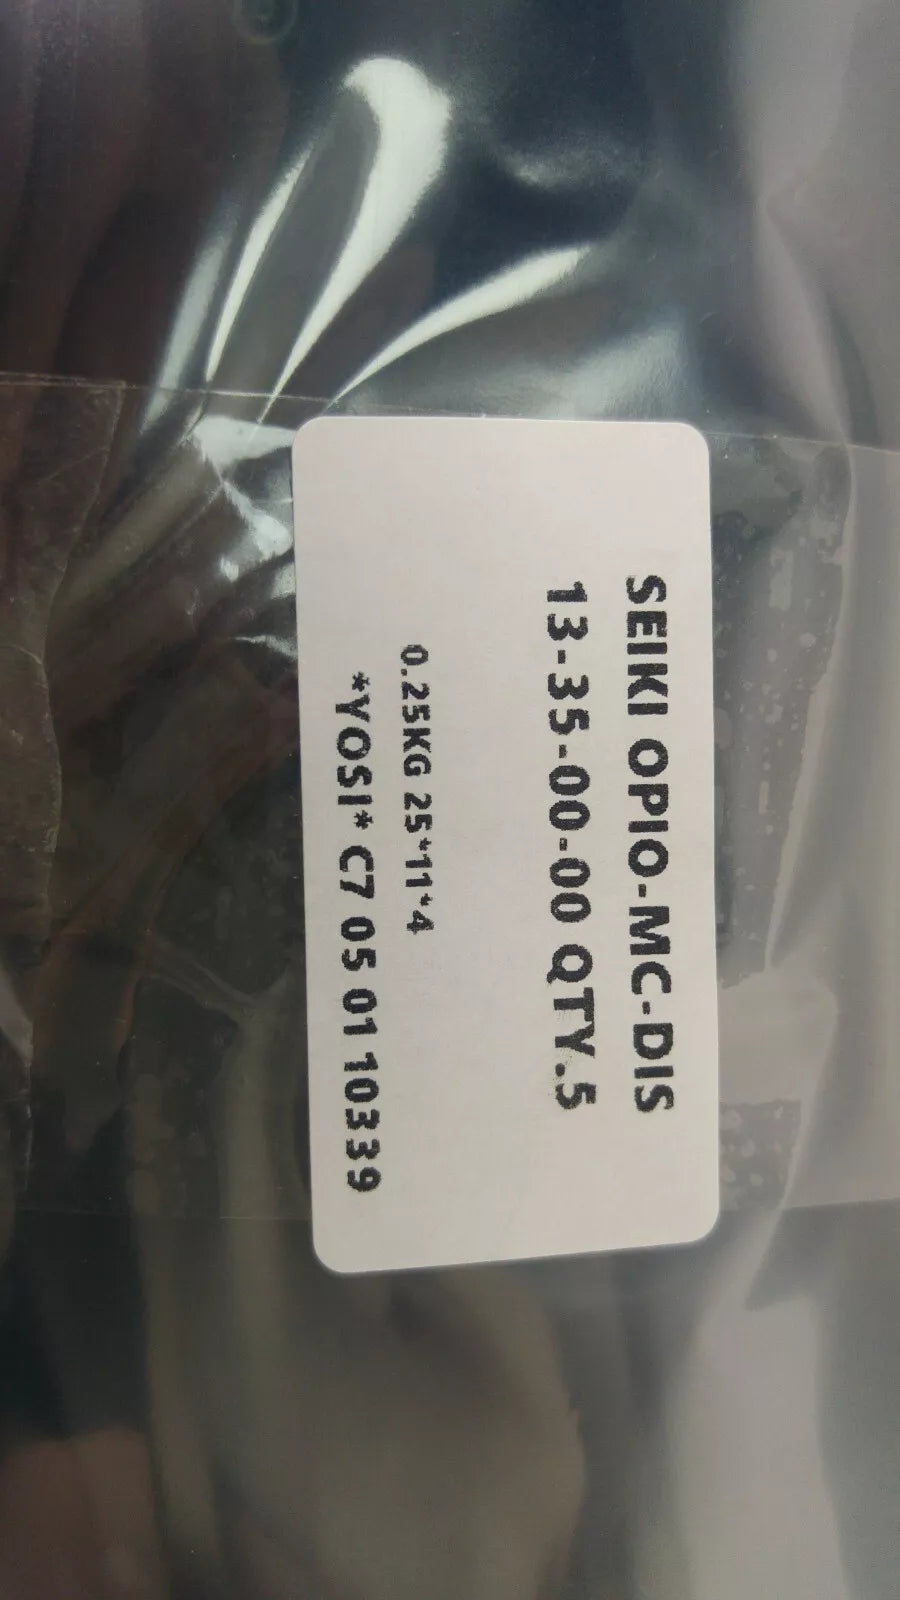 SEIKI OPIO-MC-DIS
13-35-00-00 QTY.5
0.25KG 25*11*4
*YOSI* C7 05 01 10339